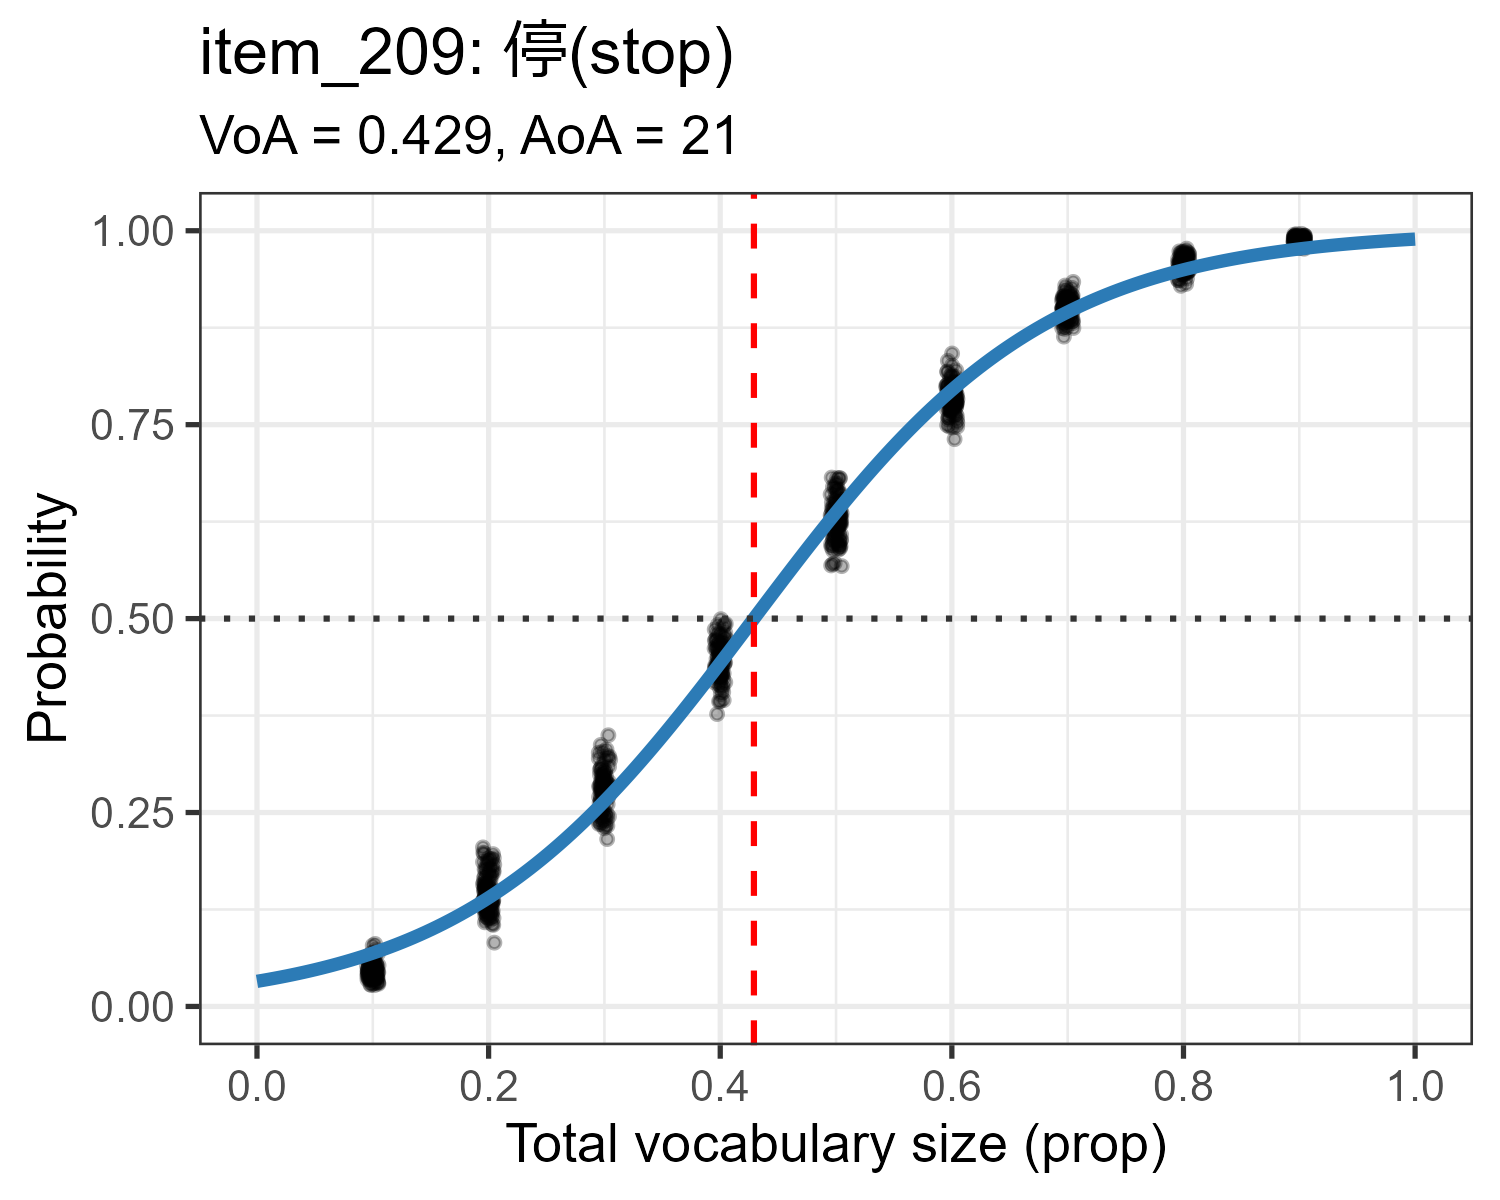 item_209: 停(stop)
VoA = 0.429, AoA = 21
1.00
0.75
0.50
0.25
0.00
Probability
0.0 0.2 0.4 0.6 0.8 1.0
Total vocabulary size (prop)